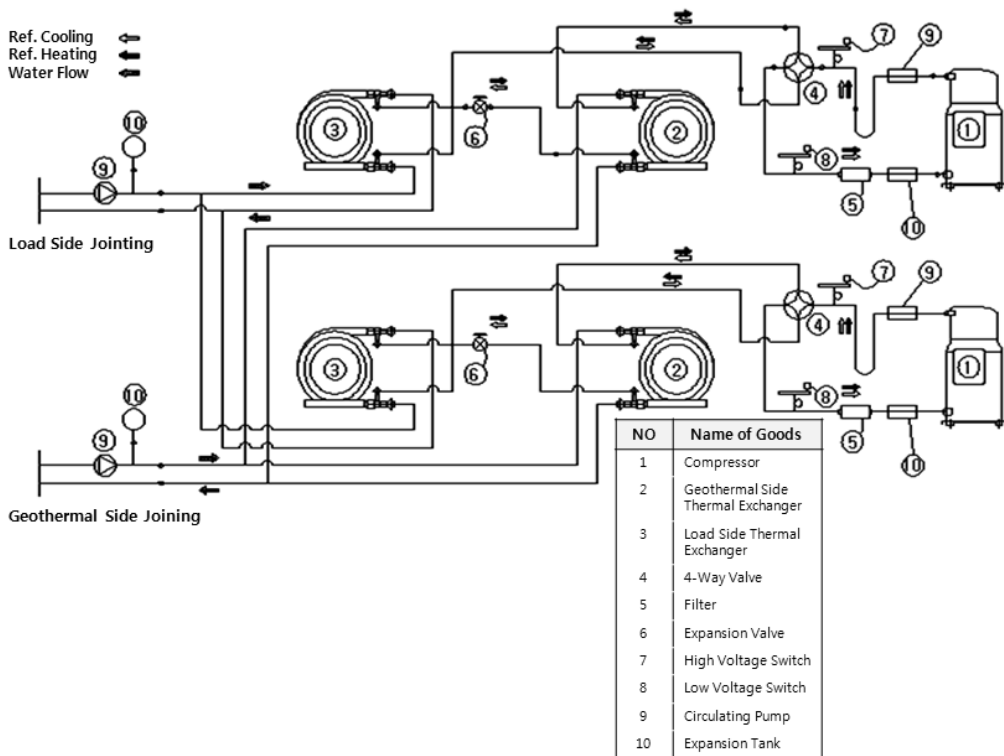 Ref. Cooling
Ref. Heating
Water Flow
7
9
4
1
10
3
6
2
9
8
5
10
Load Side Jointing
7
9
4
1
3
6
2
10
8
5
9
10
Geothermal Side Joining
NO Name of Goods
1 Compressor
2 Geothermal Side
Thermal Exchanger
3 Load Side Thermal
Exchanger
4 4-Way Valve
5 Filter
6 Expansion Valve
7 High Voltage Switch
8 Low Voltage Switch
9 Circulating Pump
10 Expansion Tank